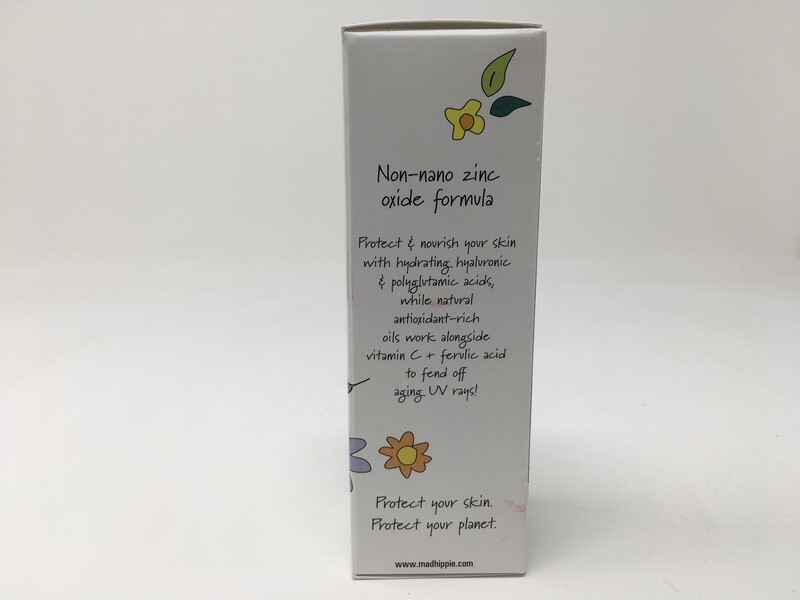 Non-nano zinc
oxide formula
Protect & nourish your skin
with hydrating hyaluronic
& polyglutamic acids,
while natural
antioxidant-rich
oils work alongside
vitamin C + ferulic acid
to fend off
aging UV rays!
Protect your skin.
Protect your planet.
www.madhippie.com